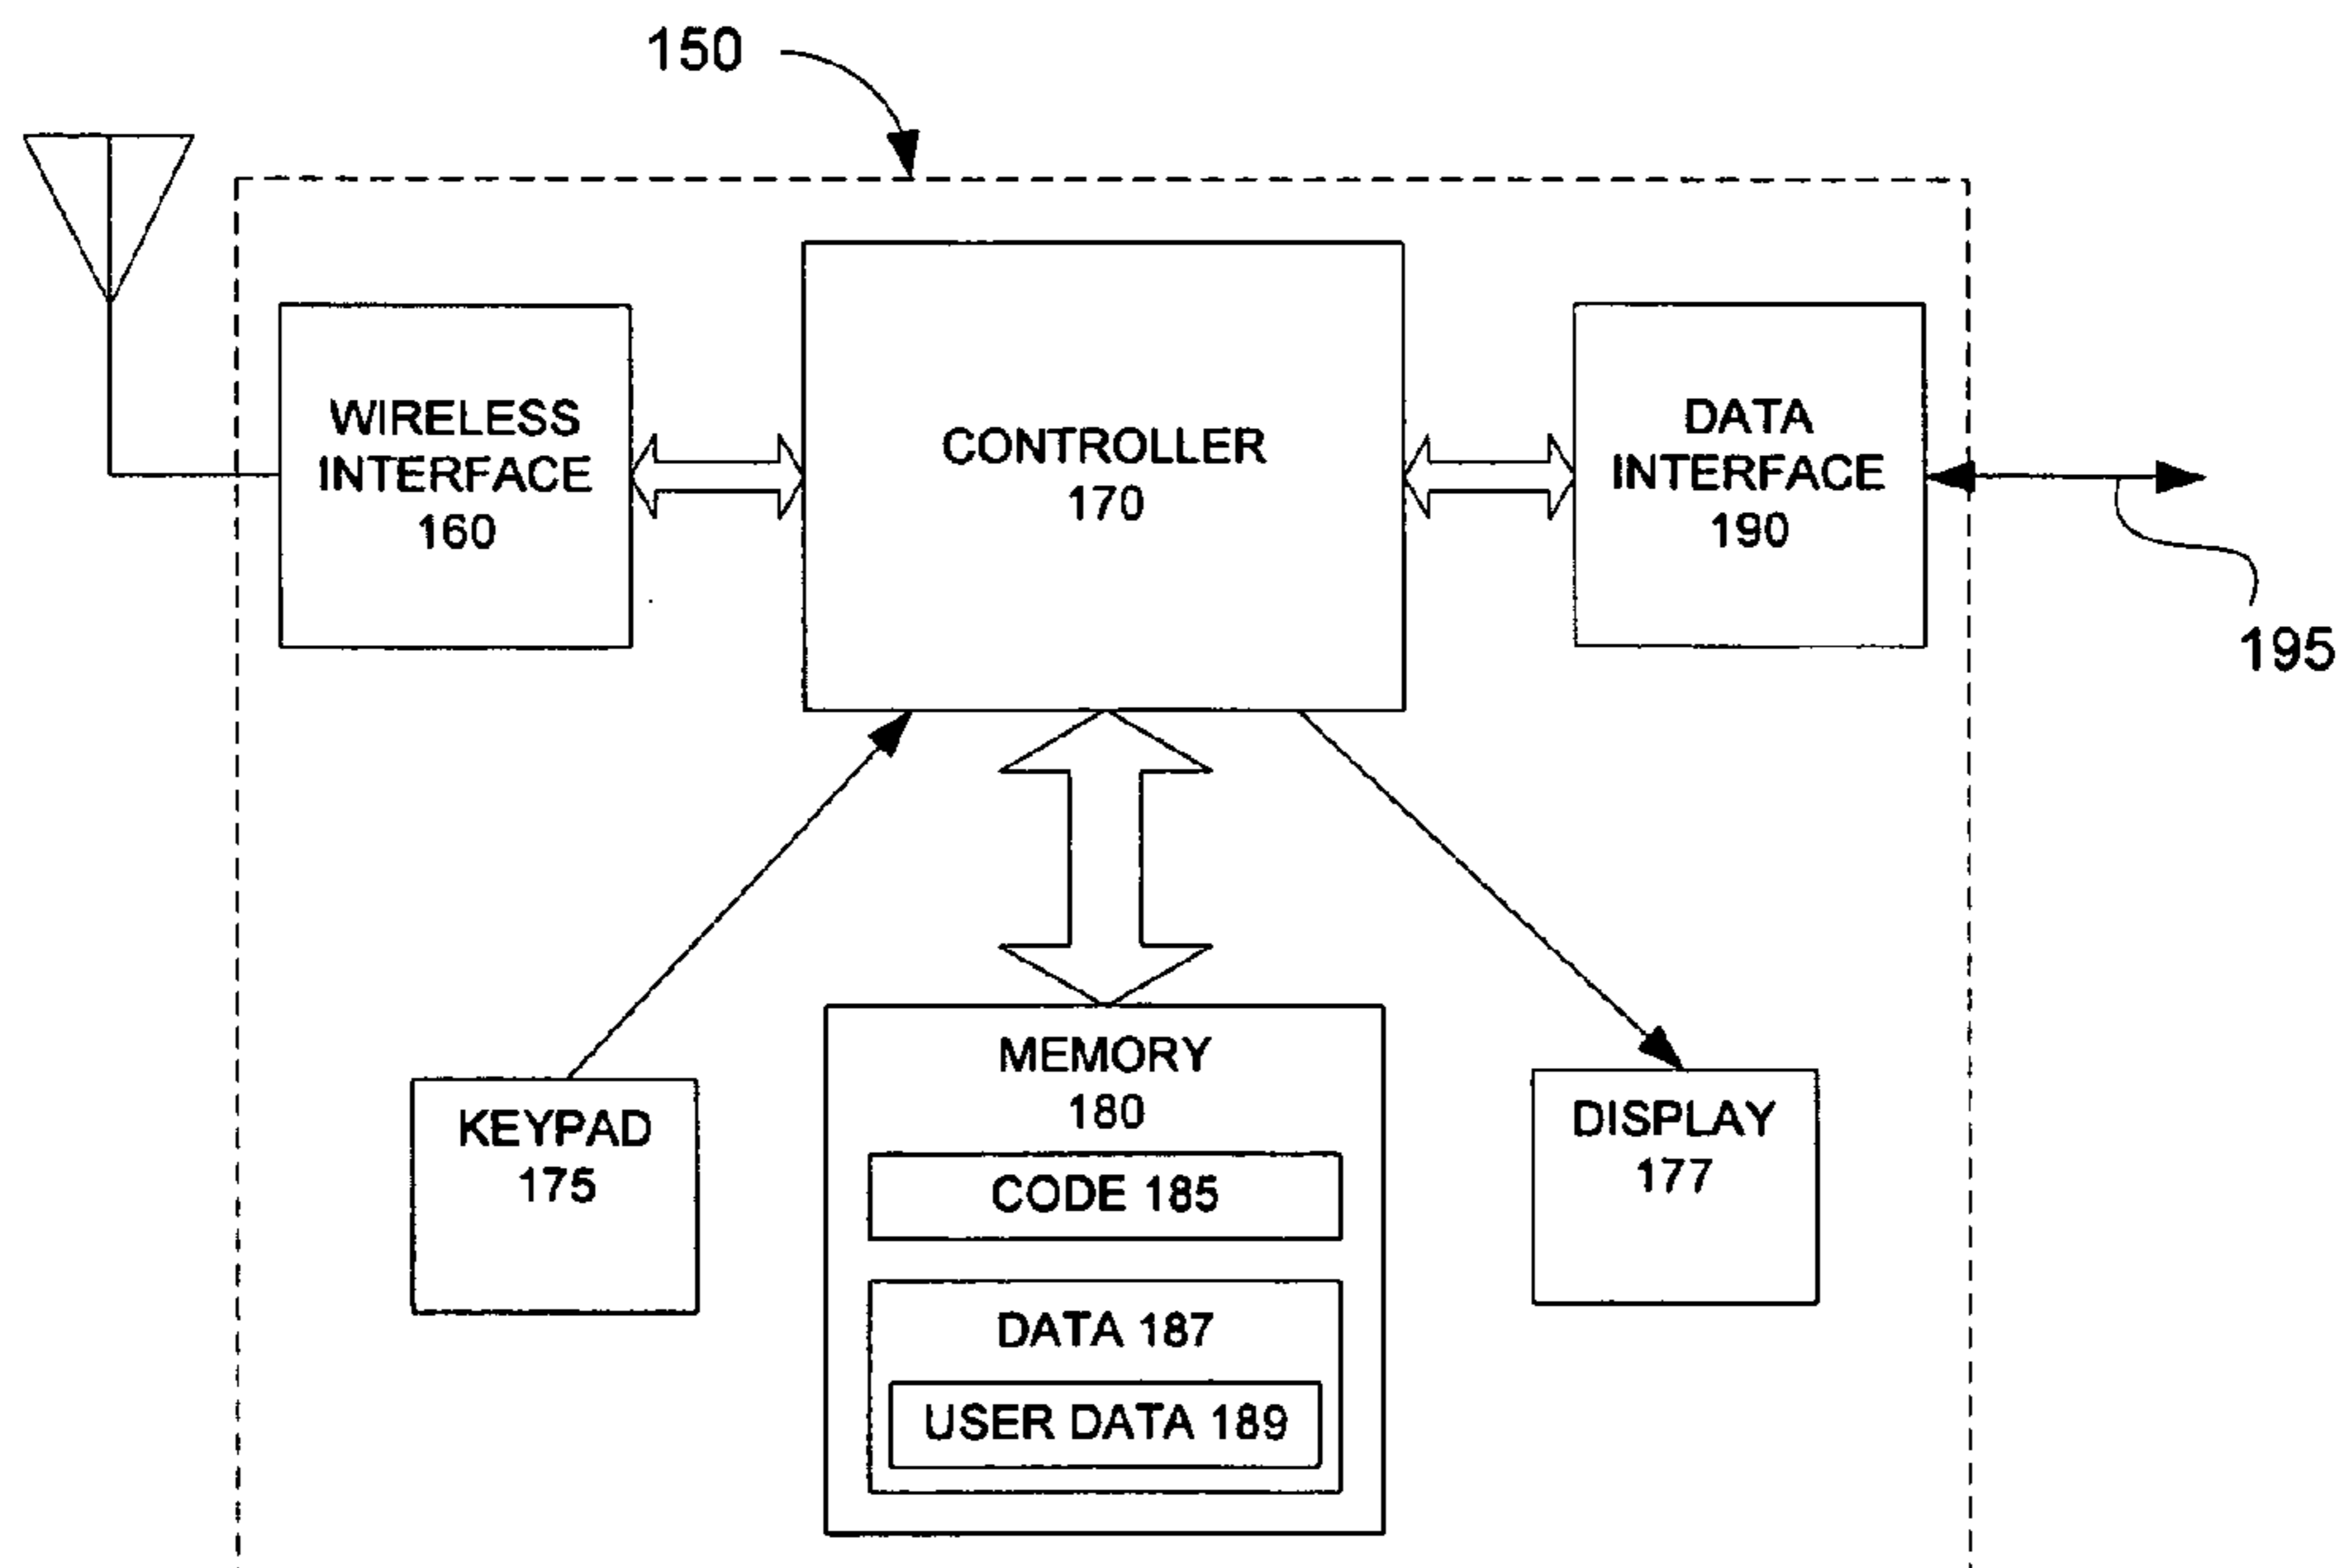 150
WIRELESS
INTERFACE
160
CONTROLLER
170
DATA
INTERFACE
190
195
KEYPAD
175
MEMORY
180
CODE 185
DATA 187
USER DATA 189
DISPLAY
177